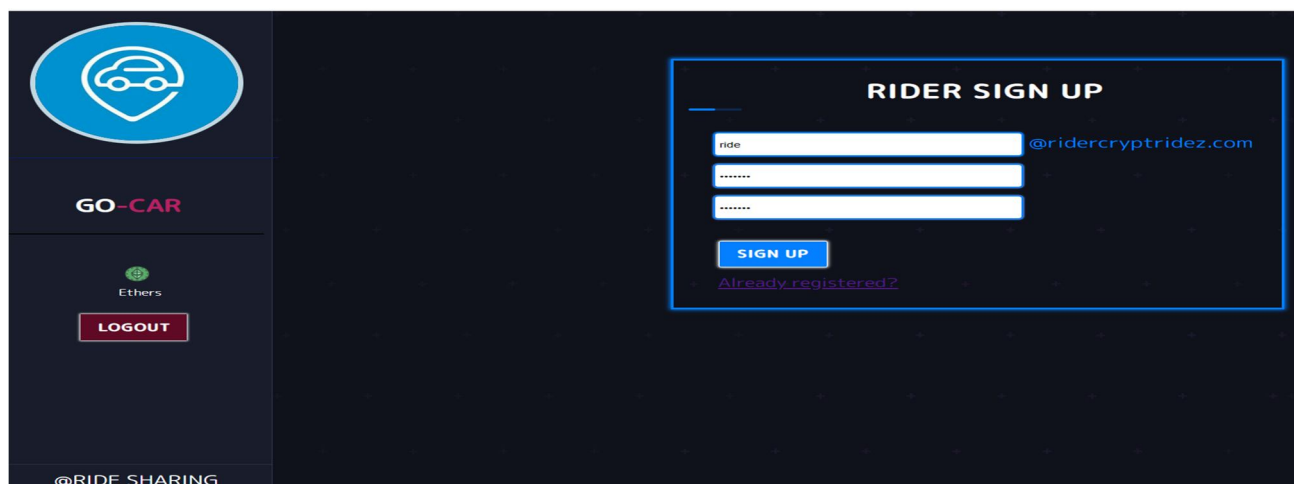 GO-CAR
Ethers
LOGOUT
@RIDE SHARING
RIDER SIGN UP
ride @ridercryptridez.com
•••••••
•••••••
SIGN UP
Already registered?